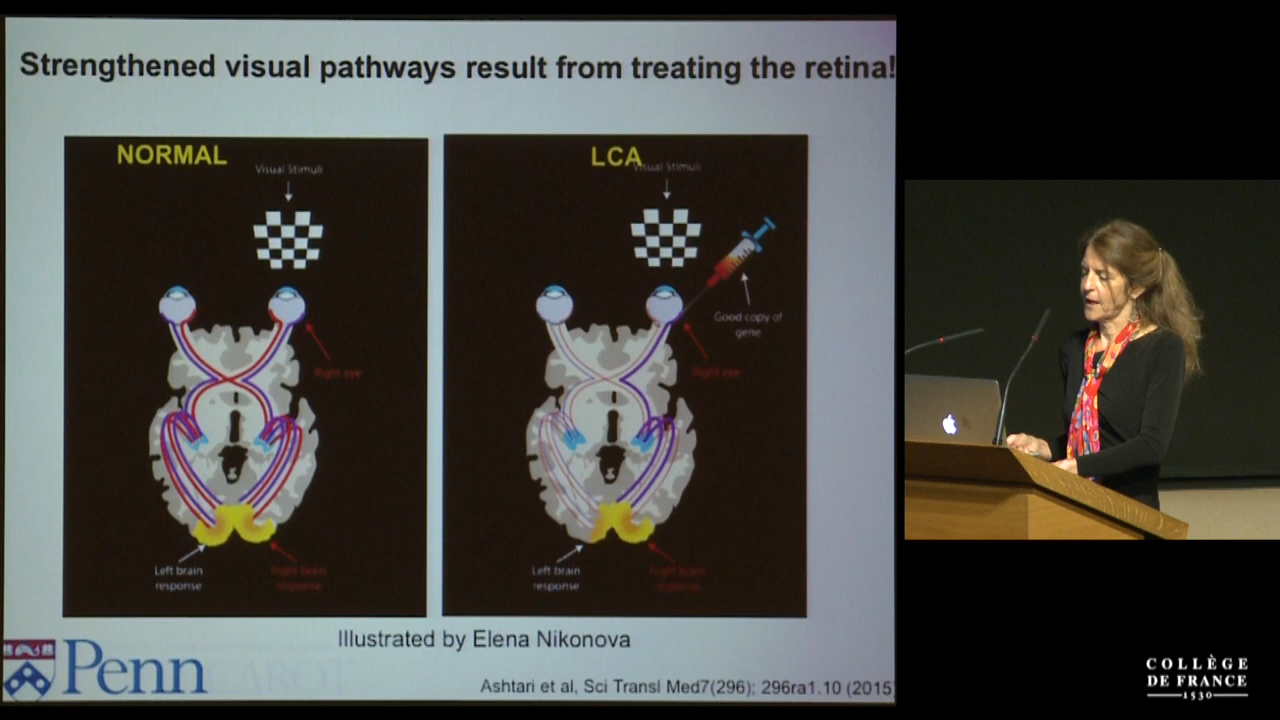 Strengthened visual pathways result from treating the retina!
NORMAL
Visual Stimuli
Right eye
Left brain
response
Right brain
response
LCA
Visual Stimuli
Good copy of
gene
Right eye
Left brain
response
Right brain
response
Illustrated by Elena Nikonova
Penn
CAROT
Ashtari et al, Sci Transl Med7(296); 296ra1.10 (2015
COLLÈGE
DE FRANCE
1530